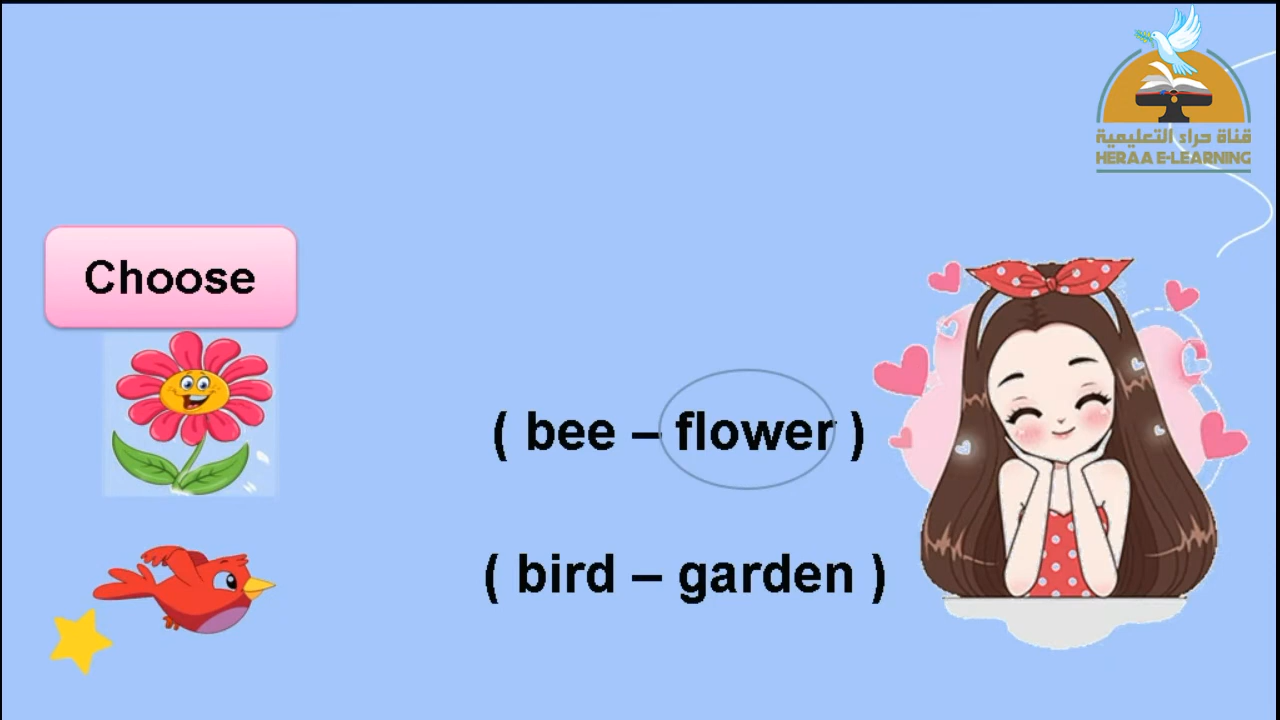 قناة حراء التعليمية
HERAA E-LEARNING
Choose
( bee – flower )
( bird – garden )